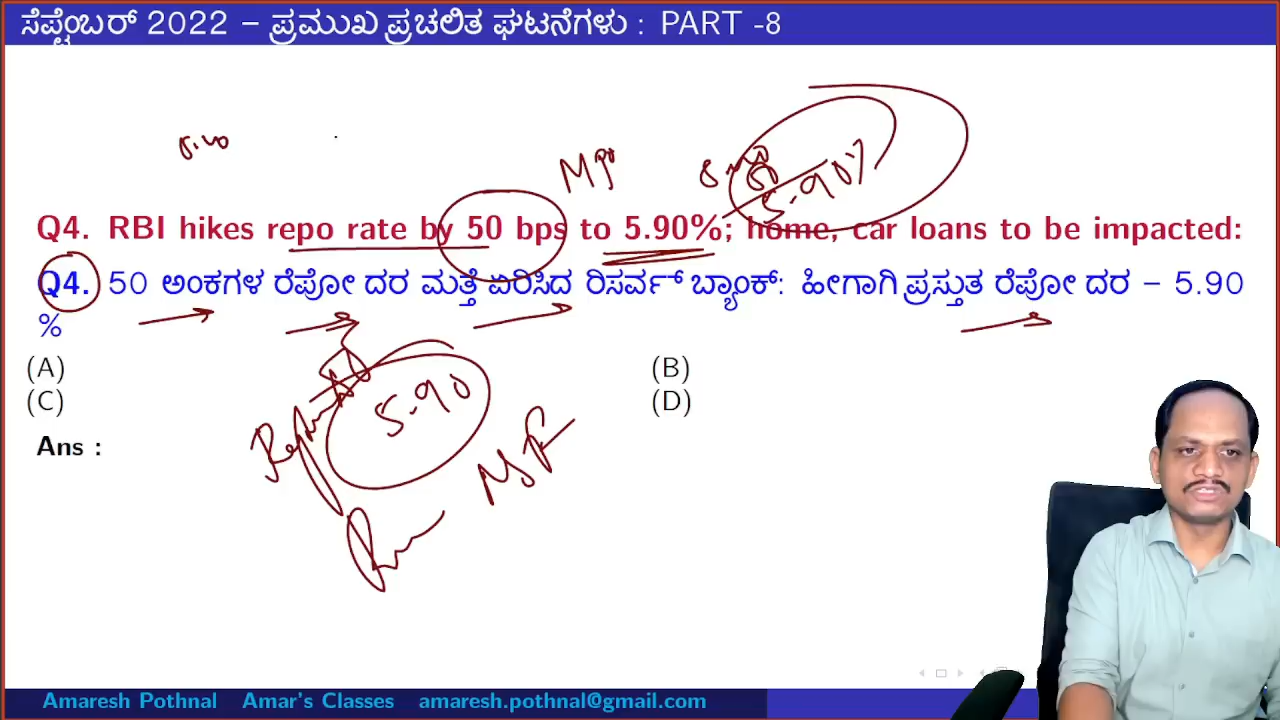 ಸೆಪ್ಟೆಂಬರ್ 2022 – ಪ್ರಮುಖ ಪ್ರಚಲಿತ ಘಟನೆಗಳು : PART -8
5.90%
Q4. RBI hikes repo rate by 50 bps to 5.90%; home, car loans to be impacted:
Q4. 50 ಅಂಕಗಳ ರೆಪೋ ದರ ಮತ್ತೆ ಏರಿಸಿದ ರಿಸರ್ವ್ ಬ್ಯಾಂಕ್: ಹೀಗಾಗಿ ಪ್ರಸ್ತುತ ರೆಪೋ ದರ – 5.90
%
(A) (B)
(C) (D)
5.90
Ans :
Amaresh Pothnal Amar's Classes amaresh.pothnal@gmail.com